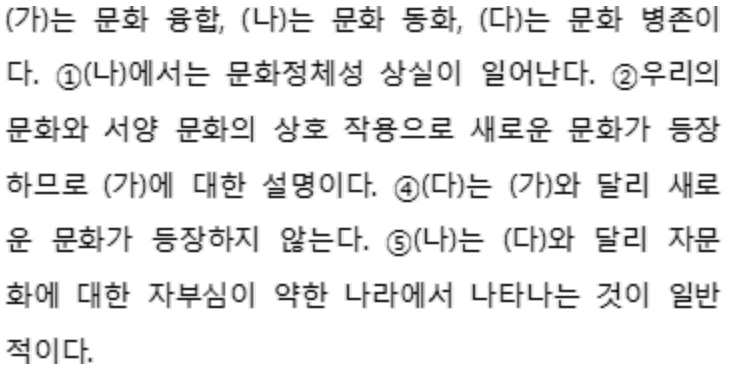 (가)는 문화 융합, (나)는 문화 동화, (다)는 문화 병존이
다. ①(나)에서는 문화정체성 상실이 일어난다. ②우리의
문화와 서양 문화의 상호 작용으로 새로운 문화가 등장
하므로 (가)에 대한 설명이다. ④(다)는 (가)와 달리 새로
운 문화가 등장하지 않는다. ⑤(나)는 (다)와 달리 자문
화에 대한 자부심이 약한 나라에서 나타나는 것이 일반
적이다.